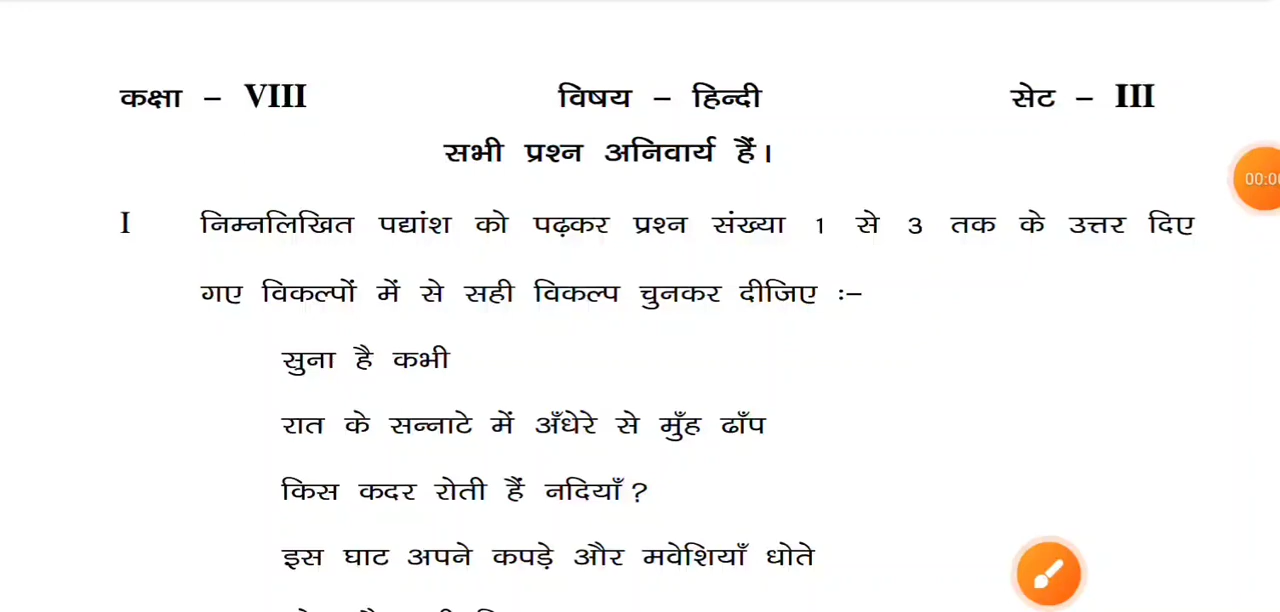 कक्षा – VIII विषय – हिन्दी सेट – III
सभी प्रश्न अनिवार्य हैं।
I निम्नलिखित पद्यांश को पढ़कर प्रश्न संख्या 1 से 3 तक के उत्तर दिए
गए विकल्पों में से सही विकल्प चुनकर दीजिए :–
सुना है कभी
रात के सन्नाटे में अँधेरे से मुँह ढाँप
किस कदर रोती हैं नदियाँ ?
इस घाट अपने कपड़े और मवेशियाँ धोते